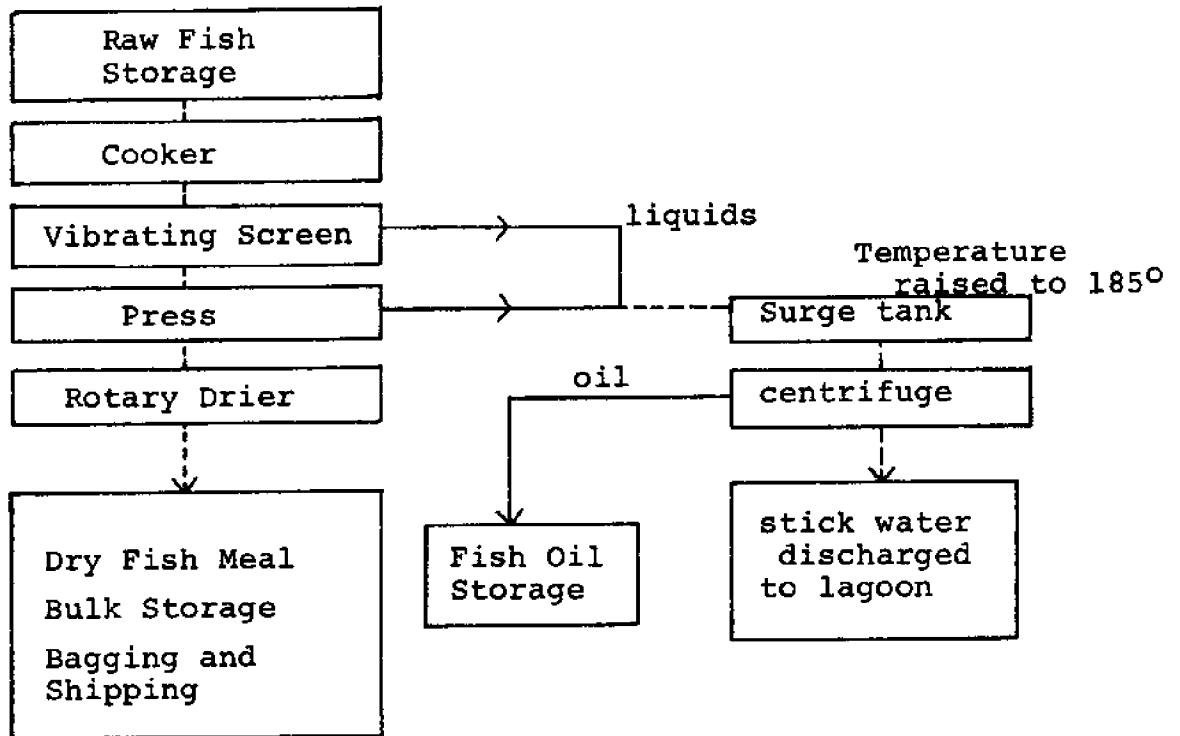 Raw Fish
Storage
Cooker
Vibrating Screen
liquids
Temperature
raised to 185°
Press
Surge tank
Rotary Drier
oil
centrifuge
Dry Fish Meal
Bulk Storage
Bagging and
Shipping
Fish Oil
Storage
stick water
discharged
to lagoon